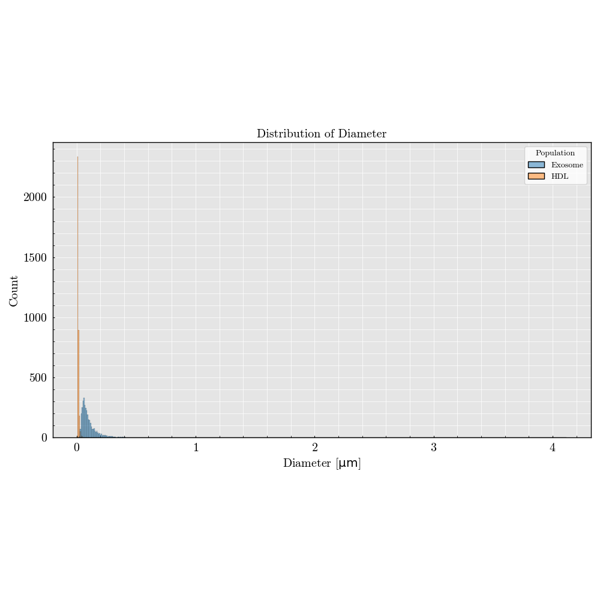 Distribution of Diameter
Population
Exosome
HDL
Count
2000
1500
1000
500
0
0 1 2 3 4
Diameter [μm]